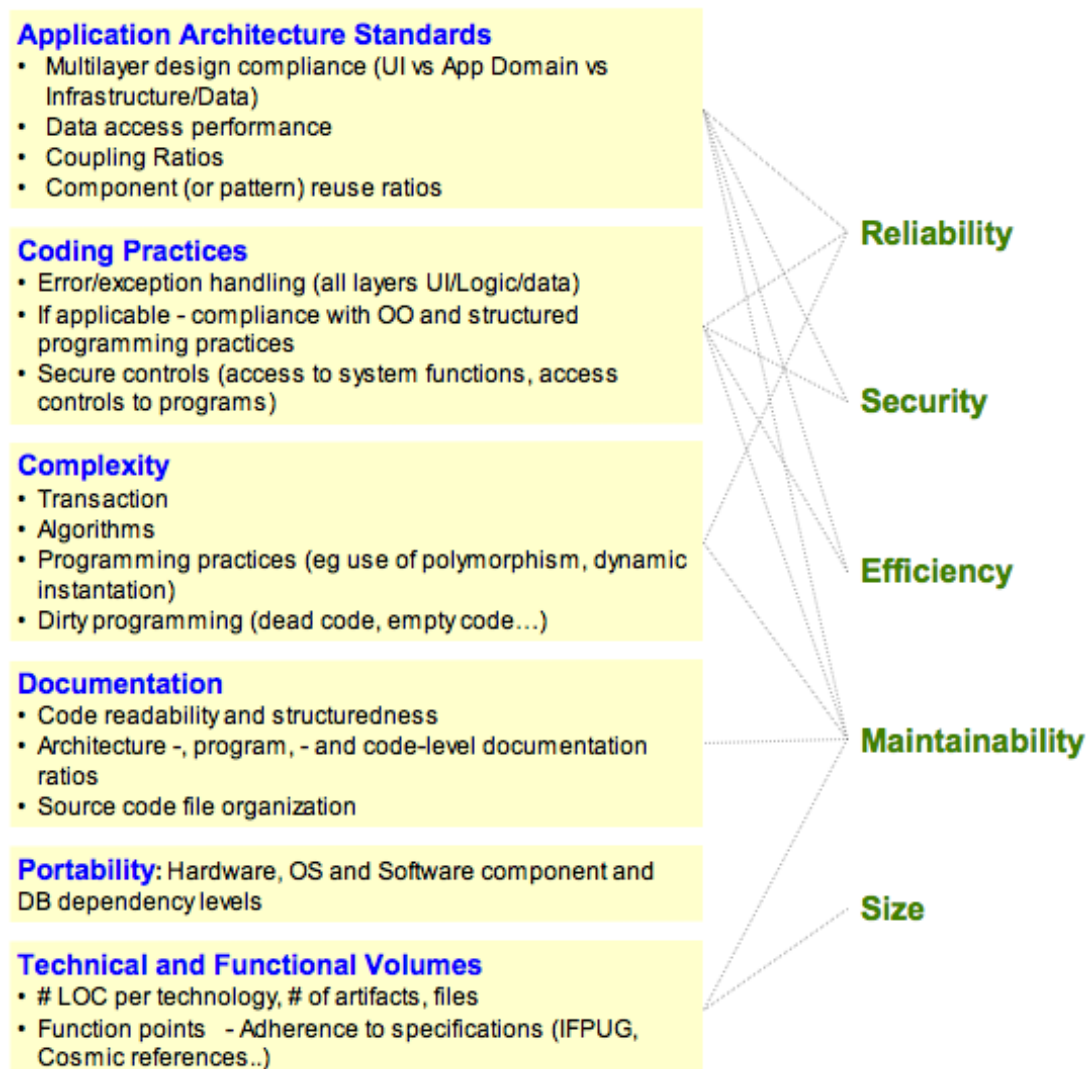 Application Architecture Standards
• Multilayer design compliance (UI vs App Domain vs
Infrastructure/Data)
• Data access performance
• Coupling Ratios
• Component (or pattern) reuse ratios
Coding Practices
• Error/exception handling (all layers UI/Logic/data)
• If applicable - compliance with OO and structured
programming practices
• Secure controls (access to system functions, access
controls to programs)
Complexity
• Transaction
• Algorithms
• Programming practices (eg use of polymorphism, dynamic
instantation)
• Dirty programming (dead code, empty code…)
Documentation
• Code readability and structuredness
• Architecture -, program, - and code-level documentation
ratios
• Source code file organization
Portability: Hardware, OS and Software component and
DB dependency levels
Technical and Functional Volumes
• # LOC per technology, # of artifacts, files
• Function points - Adherence to specifications (IFPUG,
Cosmic references..)
Reliability
Security
Efficiency
Maintainability
Size